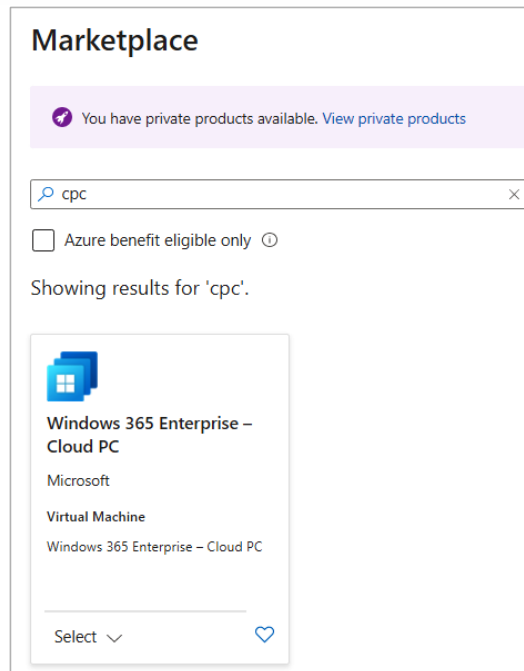 Marketplace
You have private products available. View private products
cpc
Azure benefit eligible only
Showing results for 'cpc'.
Windows 365 Enterprise –
Cloud PC
Microsoft
Virtual Machine
Windows 365 Enterprise – Cloud PC
Select